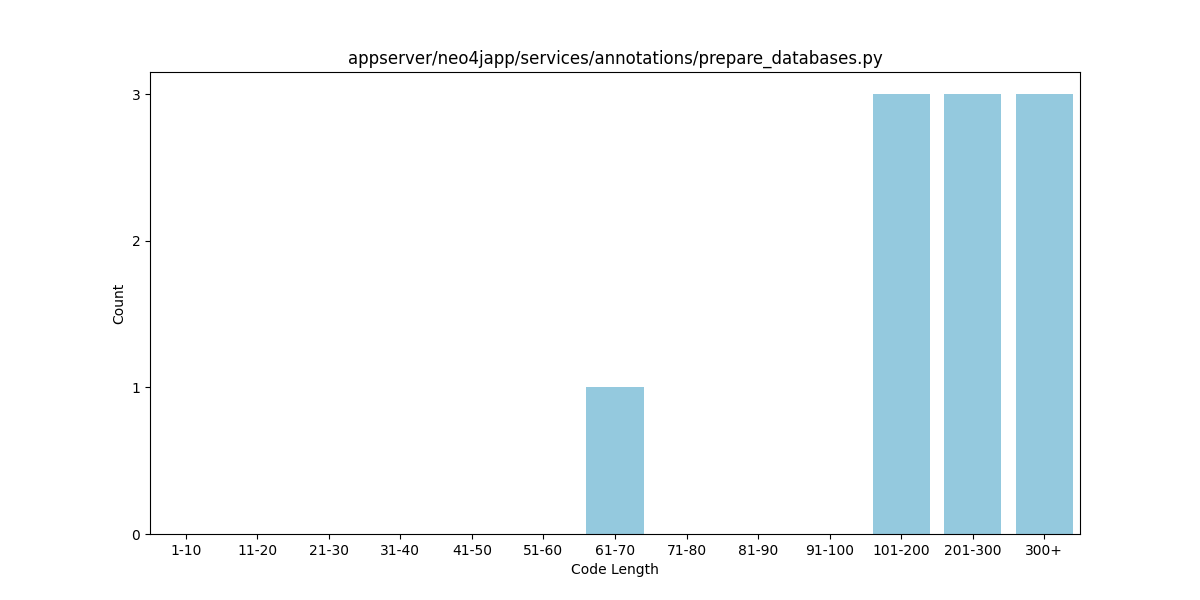 appserver/neo4japp/services/annotations/prepare_databases.py
3
2
1
0
Count
1-10 11-20 21-30 31-40 41-50 51-60 61-70 71-80 81-90 91-100 101-200 201-300 300+
Code Length